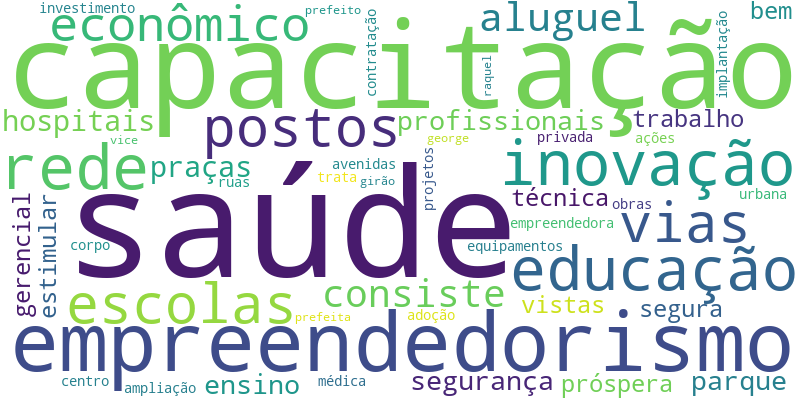 investimento
prefeito
econômico
contratação
aluguel
implantação
bem
capacitação
raquel
hospitais
postos
profissionais
trabalho
vice
george
privada
ações
rede
praças
avenidas
inovação
ruas
trata
girão
projetos
técnica
urbana
saúde
obras
gerencial
estimular
empreendedora
vias
corpo
equipamentos
educação
escolas
consiste
vistas
segura
prefeita
adoção
empreendedorismo
centro
ampliação
ensino
médica
segurança
próspera
parque